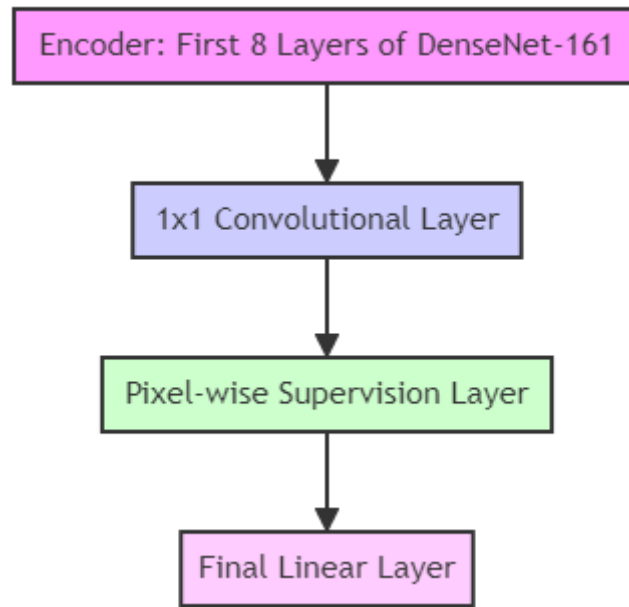 Encoder: First 8 Layers of DenseNet-161
1x1 Convolutional Layer
Pixel-wise Supervision Layer
Final Linear Layer